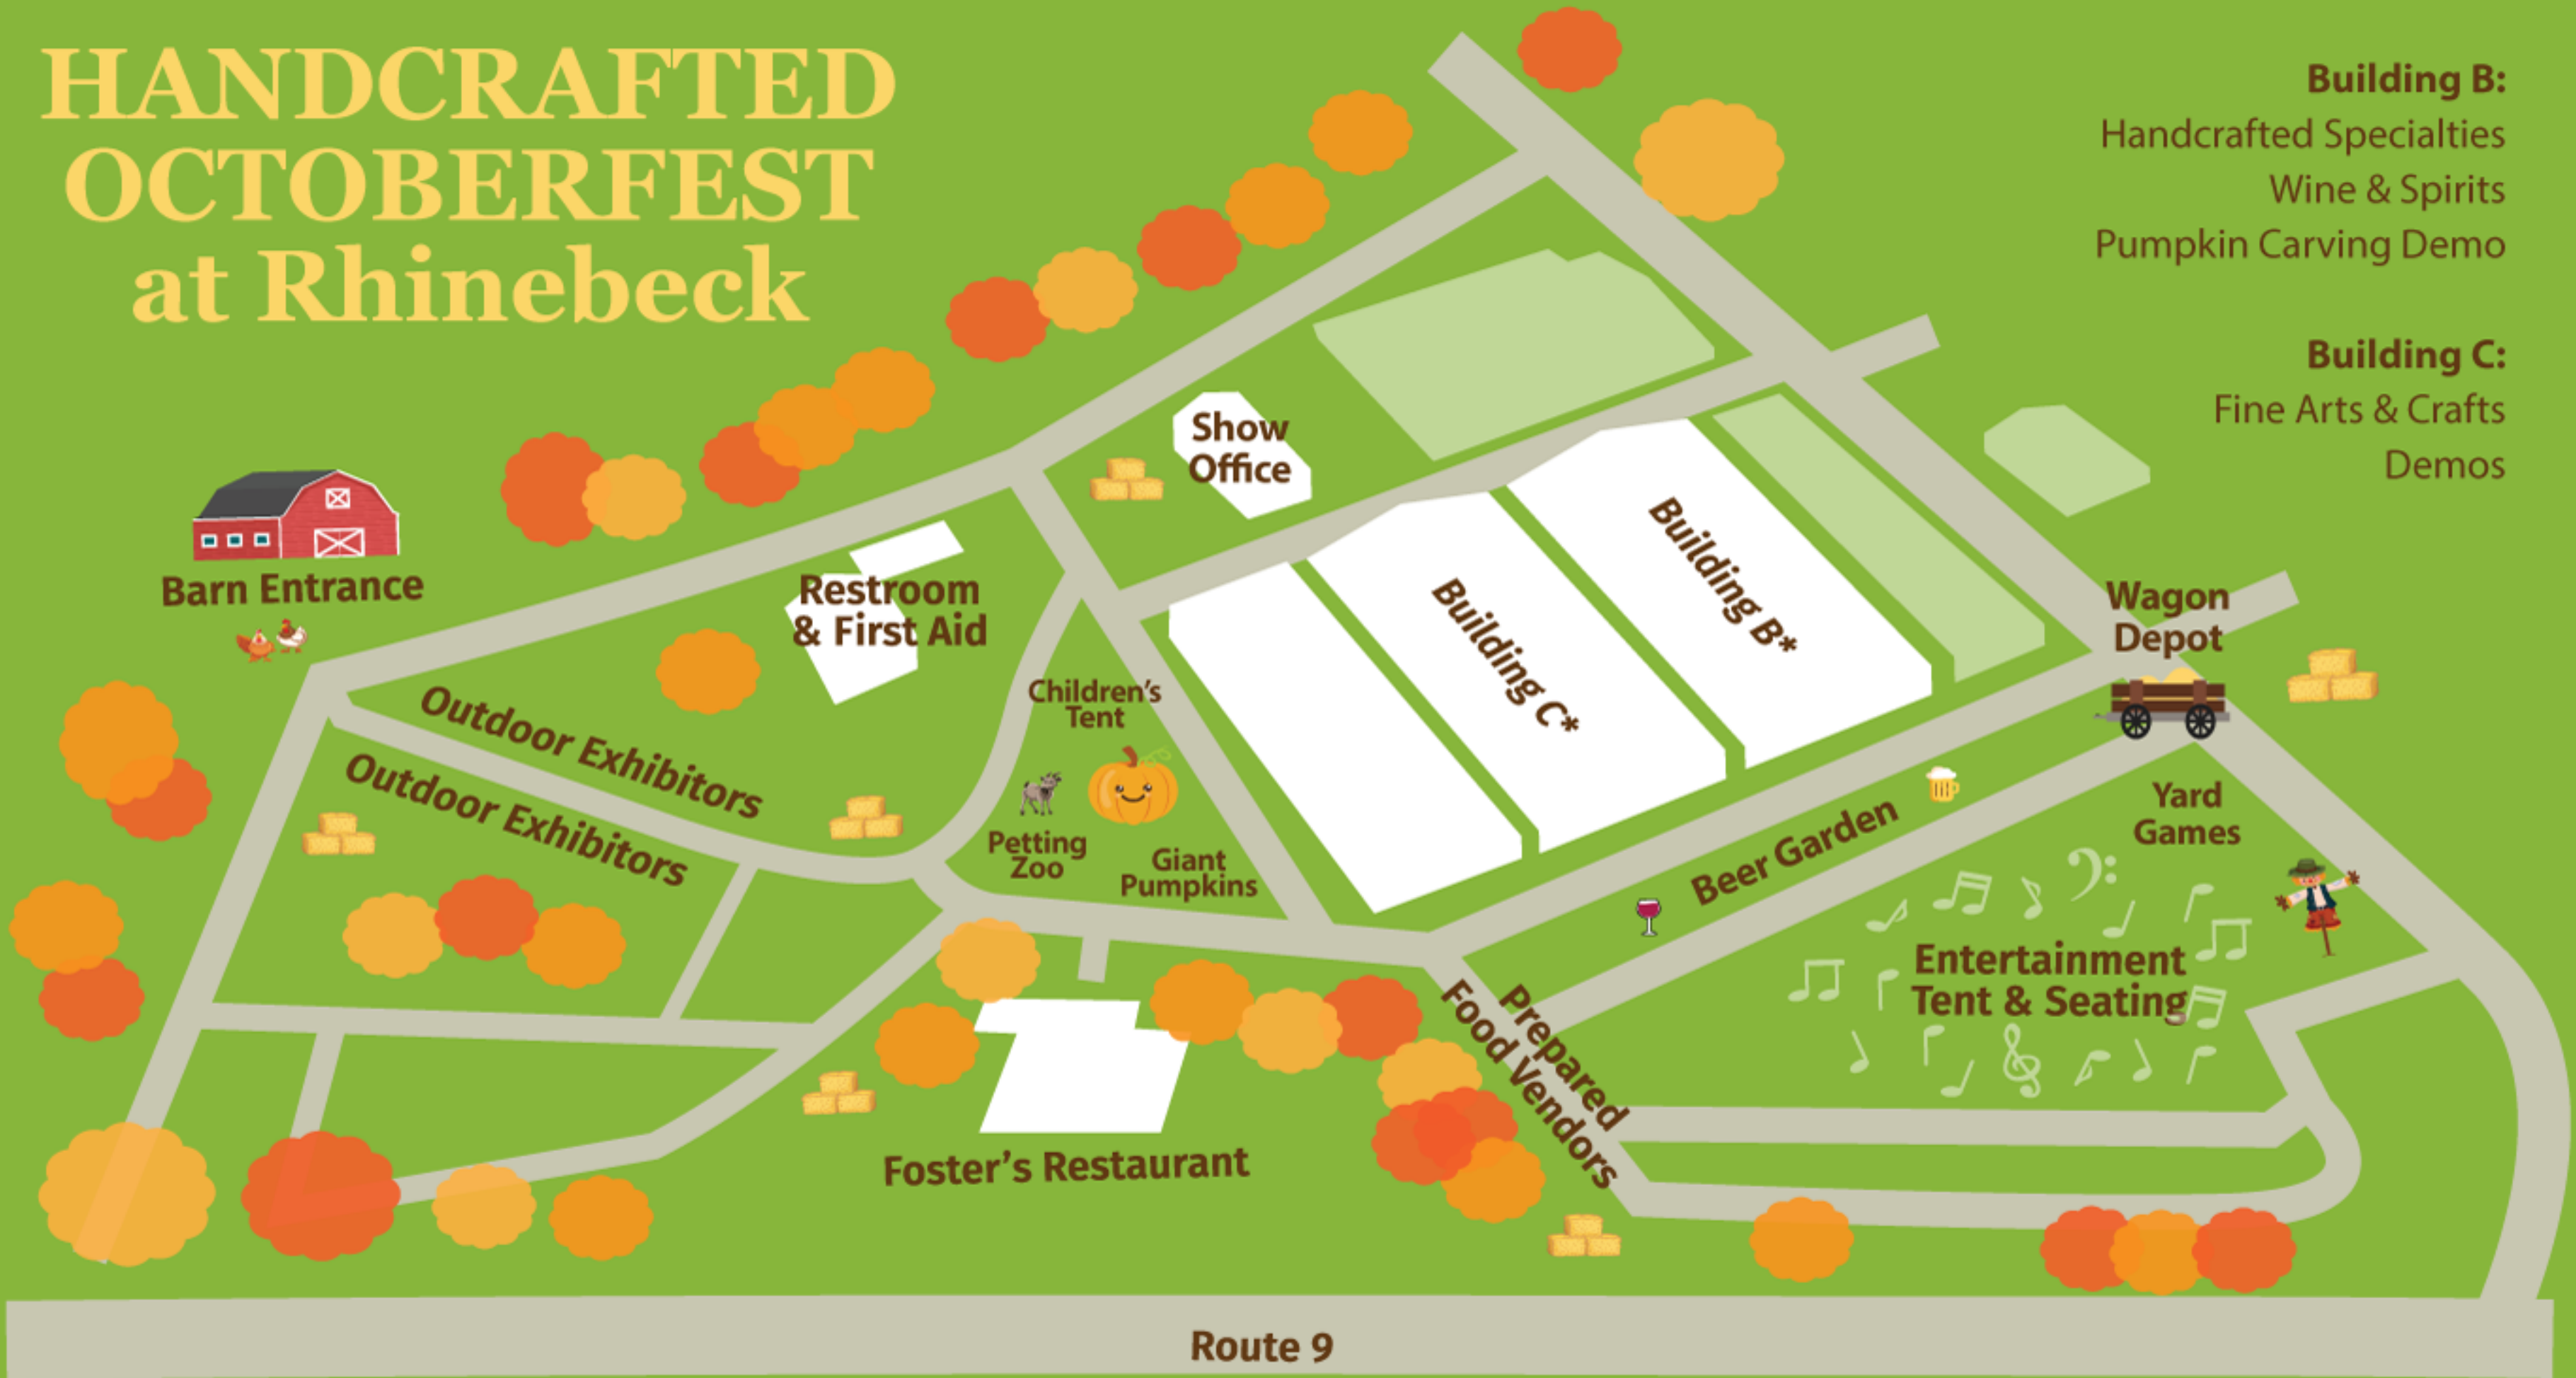 HANDCRAFTED
OCTOBERFEST
at Rhinebeck
Building B:
Handcrafted Specialties
Wine & Spirits
Pumpkin Carving Demo
Building C:
Fine Arts & Crafts
Demos
Show
Office
Barn Entrance
Restroom
& First Aid
Building B*
Building C*
Wagon
Depot
Outdoor Exhibitors
Outdoor Exhibitors
Children's
Tent
Petting
Zoo
Giant
Pumpkins
Beer Garden
Yard
Games
Entertainment
Tent & Seating
Prepared
Food Vendors
Foster's Restaurant
Route 9